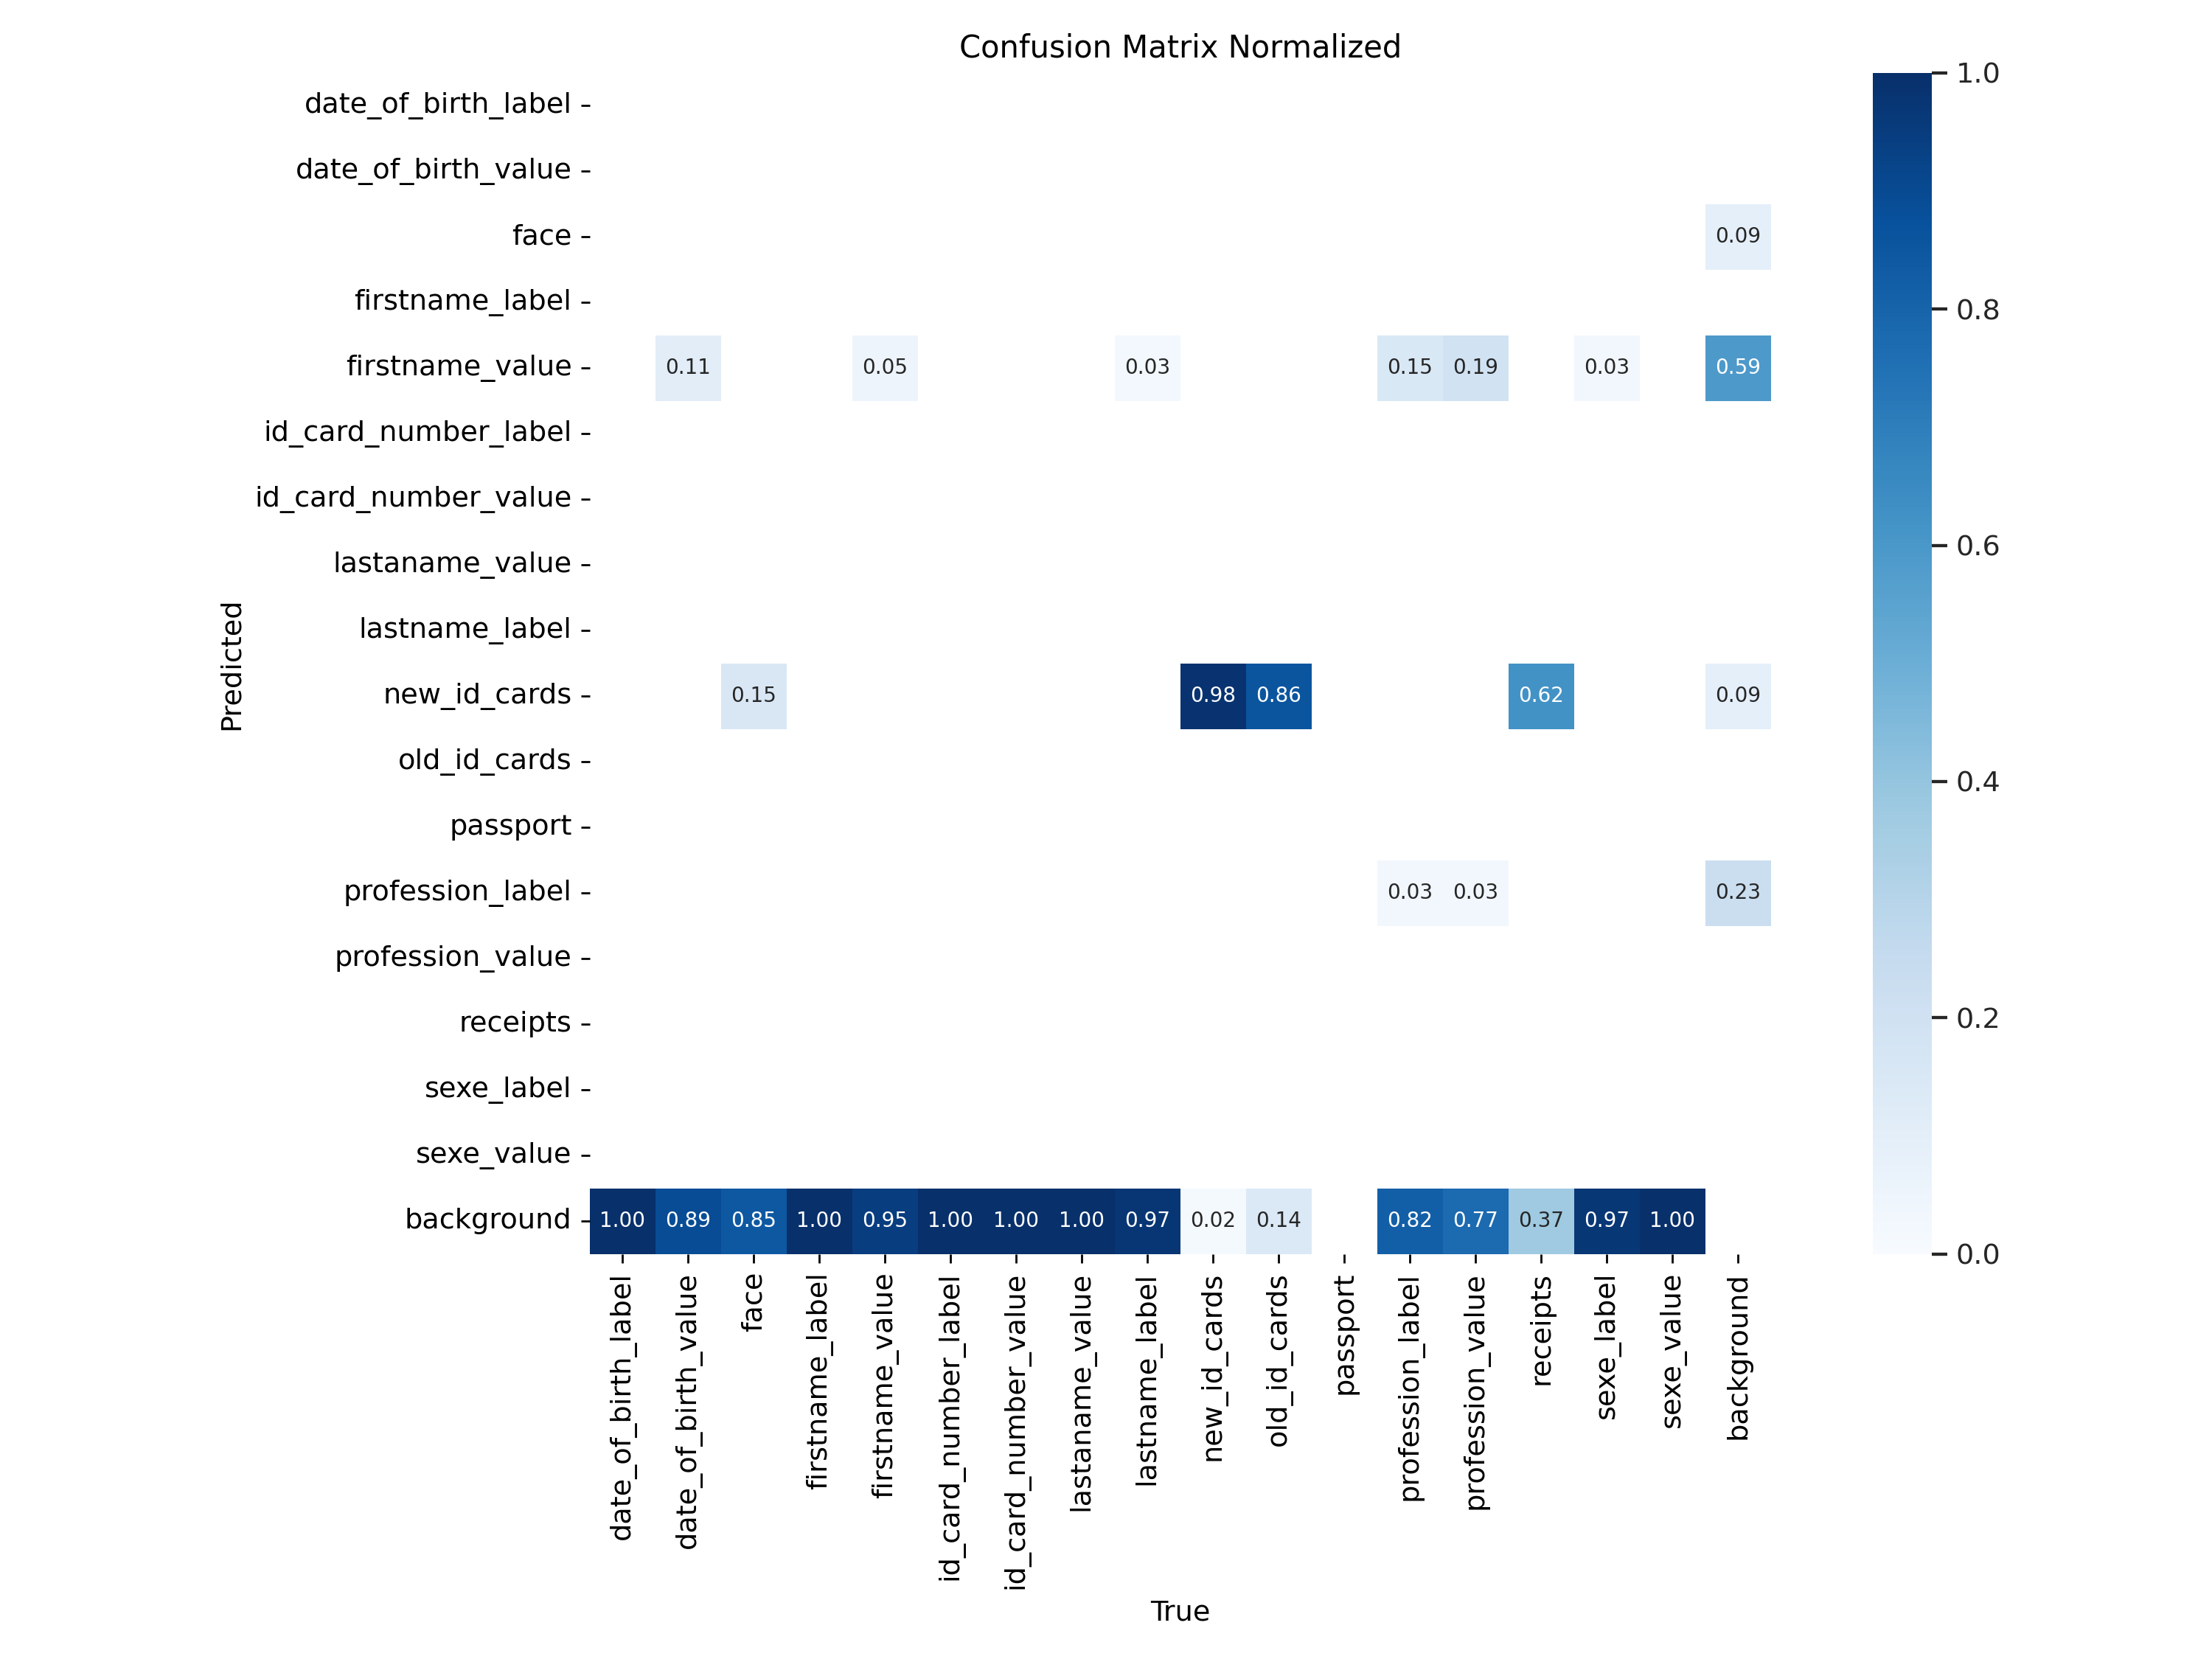 Confusion Matrix Normalized
date_of_birth_label
date_of_birth_value
face 0.09
firstname_label
firstname_value 0.11 0.05 0.03 0.15 0.19 0.03 0.59
id_card_number_label
id_card_number_value
lastaname_value
lastname_label
new_id_cards 0.15 0.98 0.86 0.62 0.09
old_id_cards
passport
profession_label 0.03 0.03 0.23
profession_value
receipts
sexe_label
sexe_value
background 1.00 0.89 0.85 1.00 0.95 1.00 1.00 1.00 0.97 0.02 0.14 0.82 0.77 0.37 0.97 1.00
Predicted
date_of_birth_label
date_of_birth_value
face
firstname_label
firstname_value
id_card_number_label
id_card_number_value
lastaname_value
lastname_label
new_id_cards
old_id_cards
passport
profession_label
profession_value
receipts
sexe_label
sexe_value
background
True
1.0
0.8
0.6
0.4
0.2
0.0